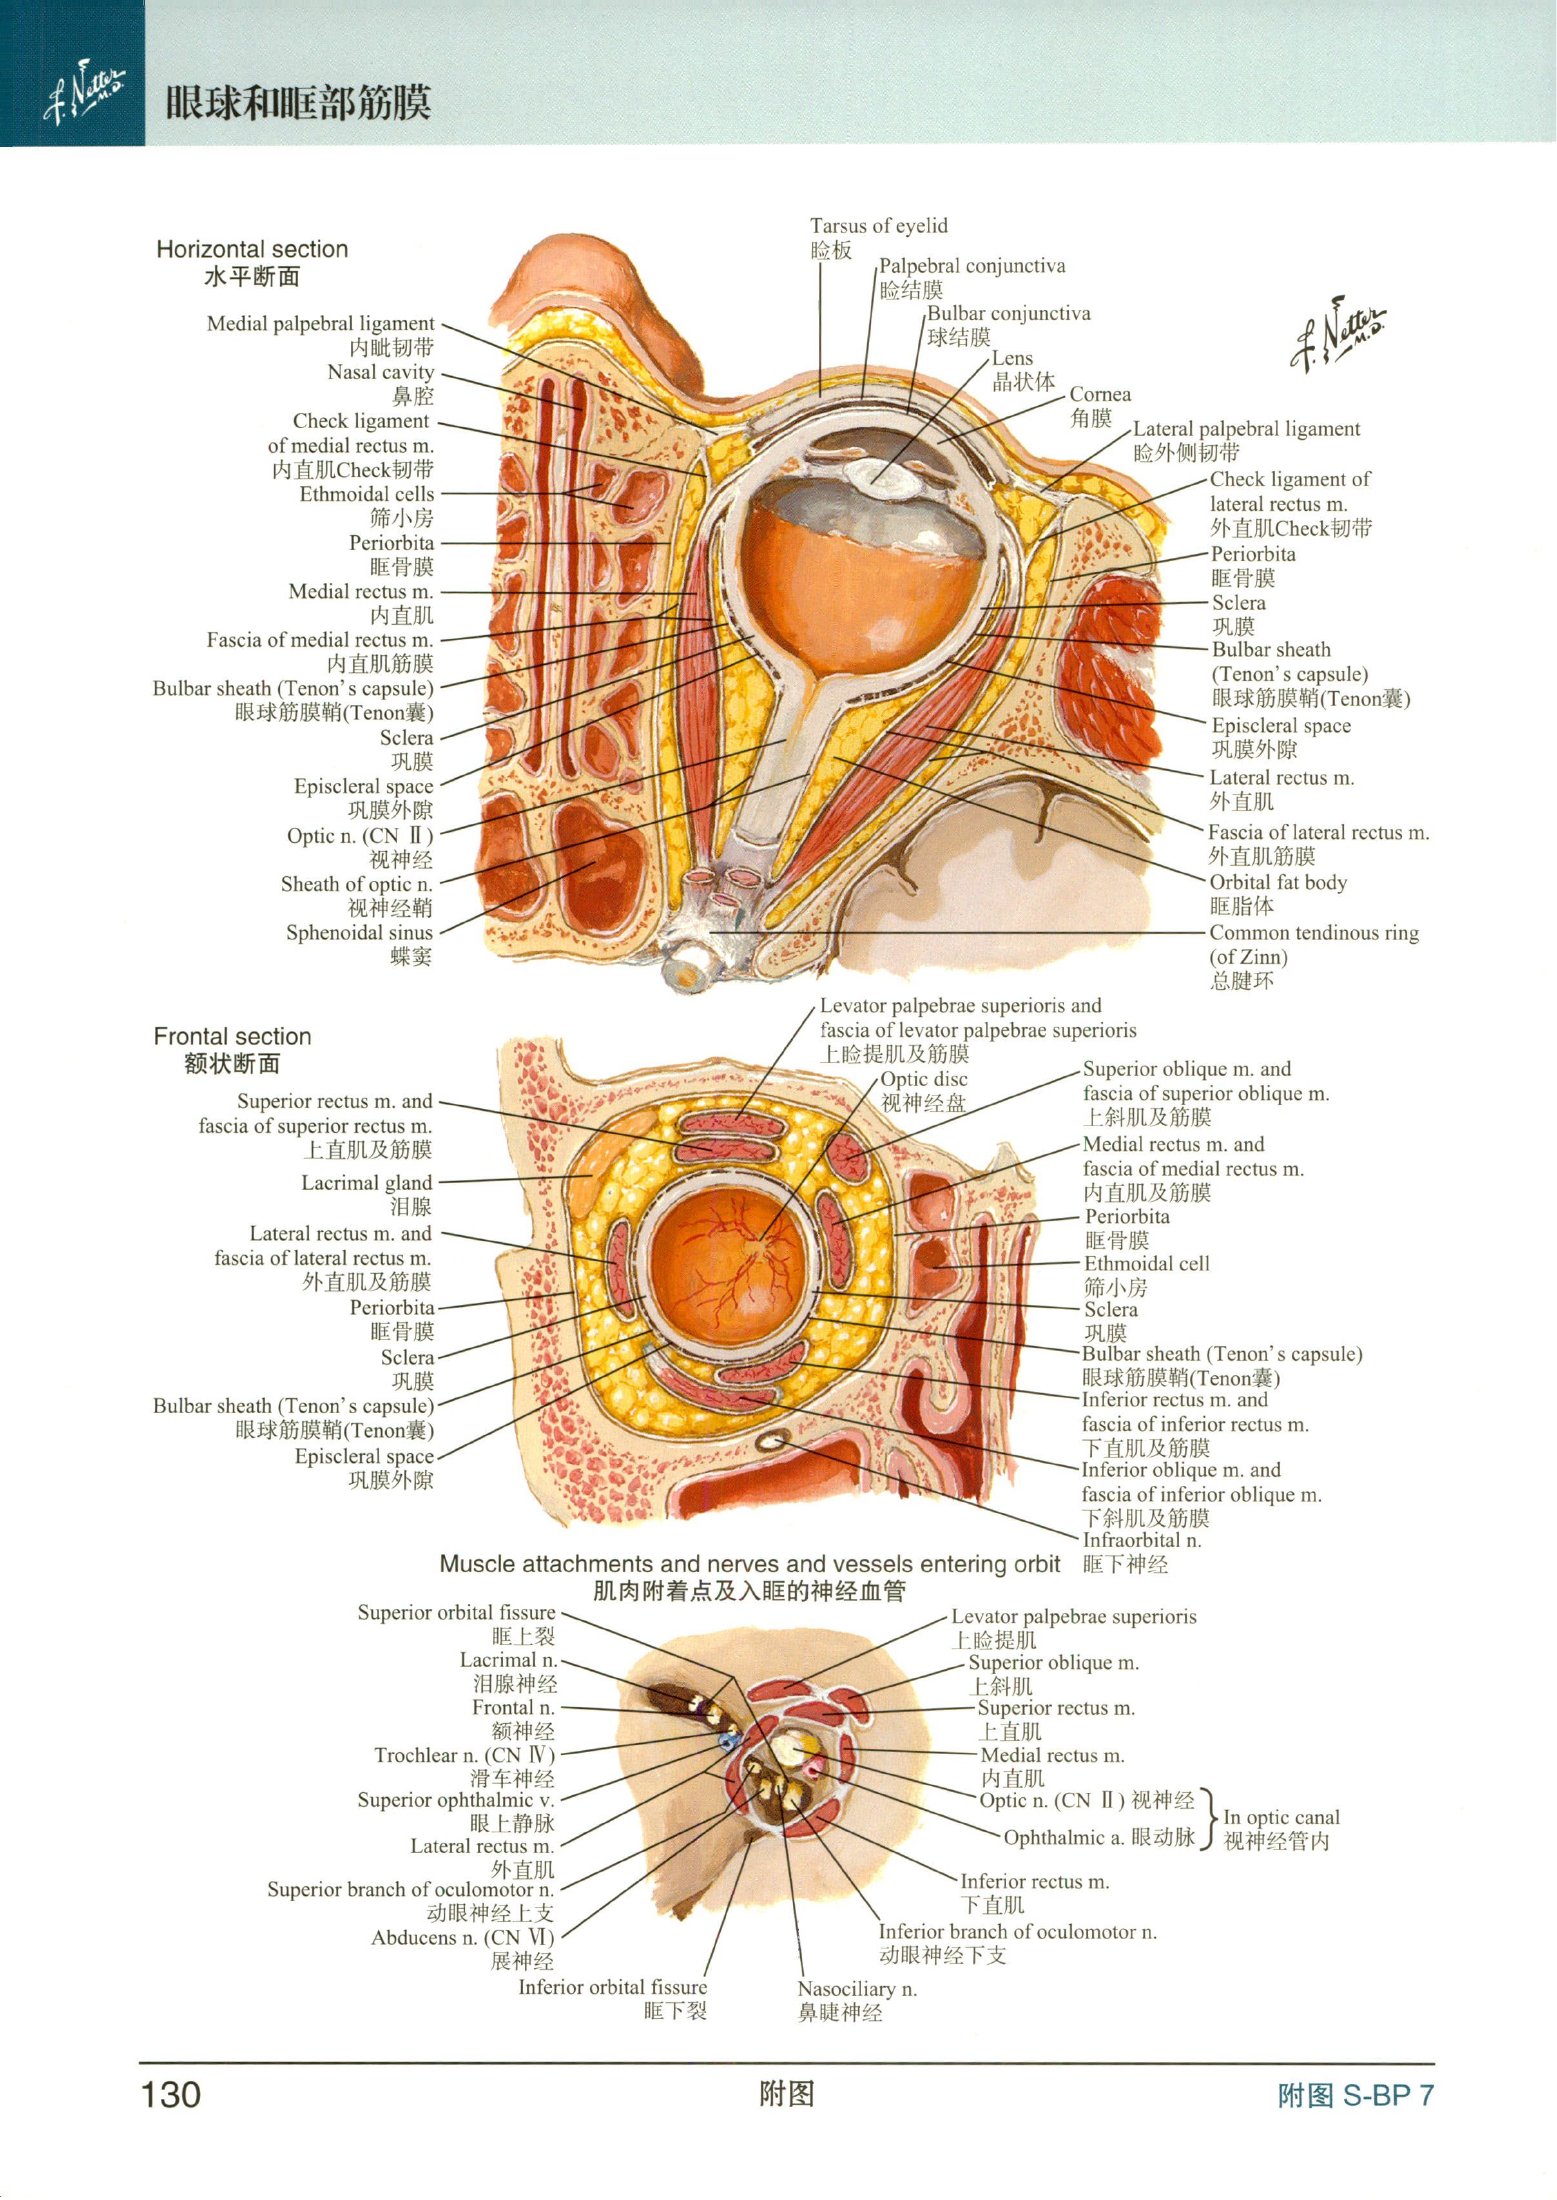 F. Netter M.D.
眼球和眶部筋膜
Horizontal section
水平断面
Medial palpebral ligament
内眦韧带
Nasal cavity
鼻腔
Check ligament
of medial rectus m.
内直肌Check韧带
Ethmoidal cells
筛小房
Periorbita
眶骨膜
Medial rectus m.
内直肌
Fascia of medial rectus m.
内直肌筋膜
Bulbar sheath (Tenon's capsule)
眼球筋膜鞘(Tenon囊)
Sclera
巩膜
Episcleral space
巩膜外隙
Optic n. (CN Ⅱ)
视神经
Sheath of optic n.
视神经鞘
Sphenoidal sinus
蝶窦
Tarsus of eyelid
睑板
Palpebral conjunctiva
睑结膜
Bulbar conjunctiva
球结膜
Lens
晶状体
Cornea
角膜
F. Netter M.D.
Lateral palpebral ligament
睑外侧韧带
Check ligament of
lateral rectus m.
外直肌Check韧带
Periorbita
眶骨膜
Sclera
巩膜
Bulbar sheath
(Tenon's capsule)
眼球筋膜鞘(Tenon囊)
Episcleral space
巩膜外隙
Lateral rectus m.
外直肌
Fascia of lateral rectus m.
外直肌筋膜
Orbital fat body
眶脂体
Common tendinous ring
(of Zinn)
总腱环
Frontal section
额状断面
Superior rectus m. and
fascia of superior rectus m.
上直肌及筋膜
Lacrimal gland
泪腺
Lateral rectus m. and
fascia of lateral rectus m.
外直肌及筋膜
Periorbita
眶骨膜
Sclera
巩膜
Bulbar sheath (Tenon's capsule)
眼球筋膜鞘(Tenon囊)
Episcleral space
巩膜外隙
Levator palpebrae superioris and
fascia of levator palpebrae superioris
上睑提肌及筋膜
Optic disc
视神经盘
Superior oblique m. and
fascia of superior oblique m.
上斜肌及筋膜
Medial rectus m. and
fascia of medial rectus m.
内直肌及筋膜
Periorbita
眶骨膜
Ethmoidal cell
筛小房
Sclera
巩膜
Bulbar sheath (Tenon's capsule)
眼球筋膜鞘(Tenon囊)
Inferior rectus m. and
fascia of inferior rectus m.
下直肌及筋膜
Inferior oblique m. and
fascia of inferior oblique m.
下斜肌及筋膜
Infraorbital n.
眶下神经
Muscle attachments and nerves and vessels entering orbit
肌肉附着点及入眶的神经血管
Superior orbital fissure
眶上裂
Lacrimal n.
泪腺神经
Frontal n.
额神经
Trochlear n. (CN Ⅳ)
滑车神经
Superior ophthalmic v.
眼上静脉
Lateral rectus m.
外直肌
Superior branch of oculomotor n.
动眼神经上支
Abducens n. (CN Ⅵ)
展神经
Inferior orbital fissure
眶下裂
Levator palpebrae superioris
上睑提肌
Superior oblique m.
上斜肌
Superior rectus m.
上直肌
Medial rectus m.
内直肌
Optic n. (CN Ⅱ) 视神经
Ophthalmic a. 眼动脉
In optic canal
视神经管内
Inferior rectus m.
下直肌
Inferior branch of oculomotor n.
动眼神经下支
Nasociliary n.
鼻睫神经
130
附图
附图 S-BP 7